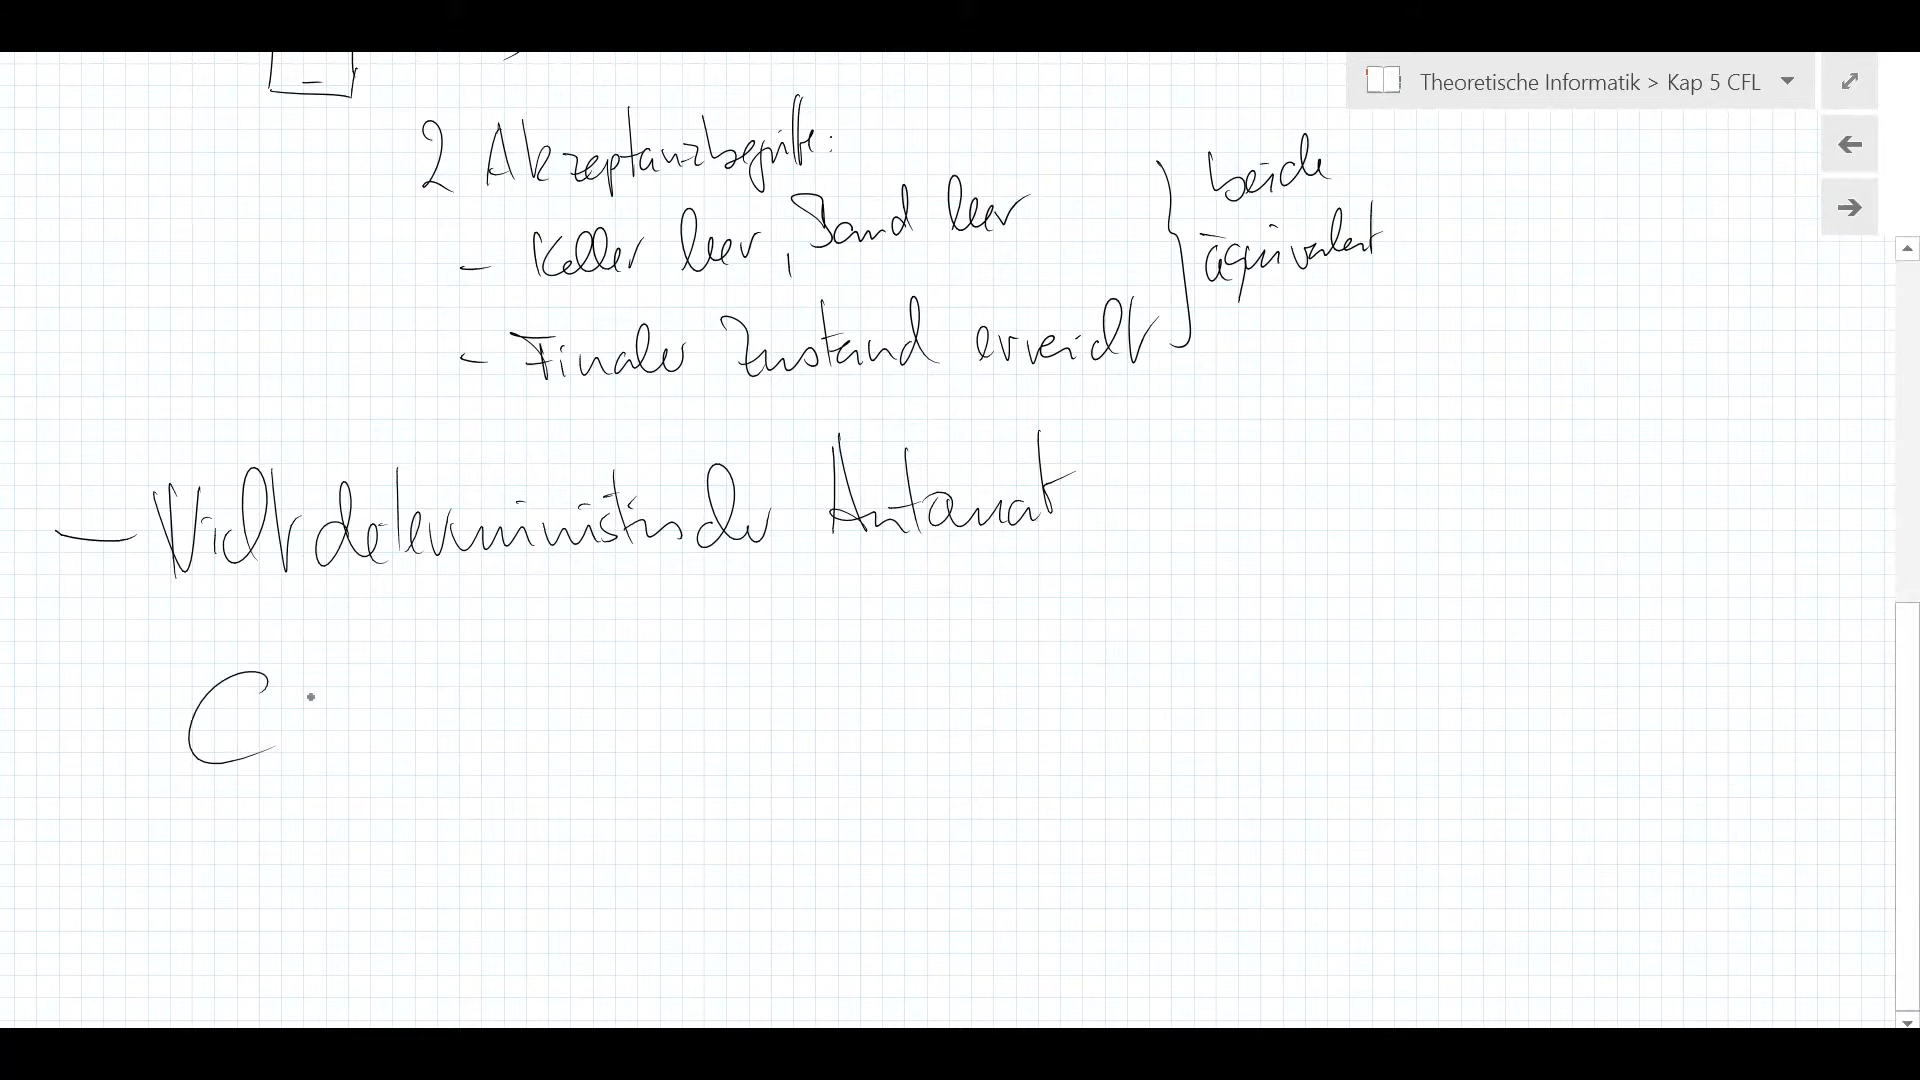 Theoretische Informatik > Kap 5 CFL
2 Akzeptanzbegriffe:
- Keller leer, Band leer
- Finaler Zustand erreicht
beide
äquivalent
- Nichtdeterministischer Automat
C